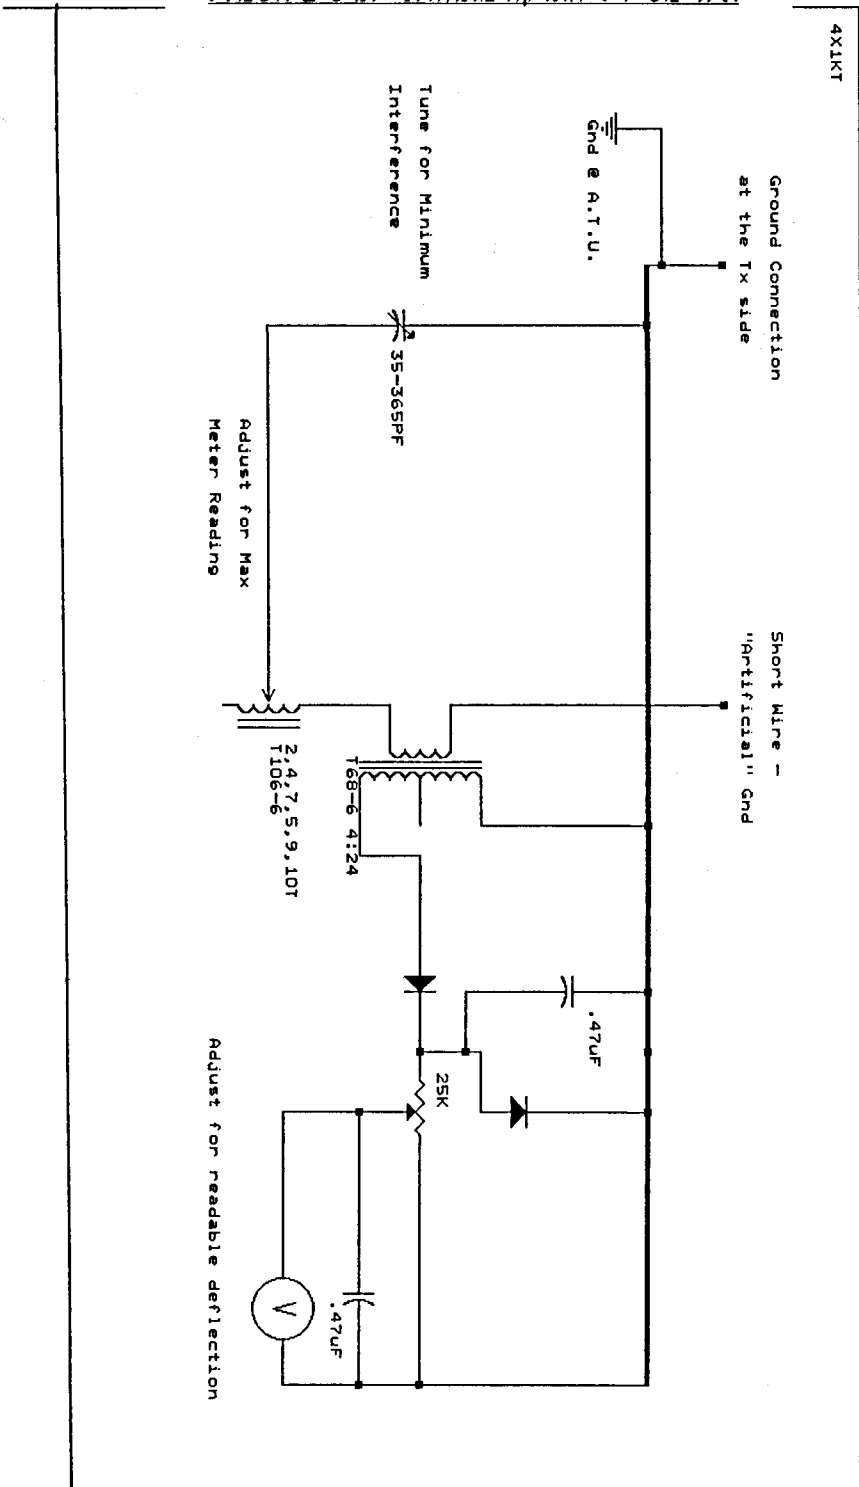 4X1KT
Ground Connection
at the Tx side
Short Wire -
"Artificial" Gnd
Gnd @ A.T.U.
.47uF
Tune for Minimum
Interference
35-365PF
25K
T68-6 4:24
2,4,7,5,9,10T
T106-6
.47uF
V
Adjust for Max
Meter Reading
Adjust for readable deflection